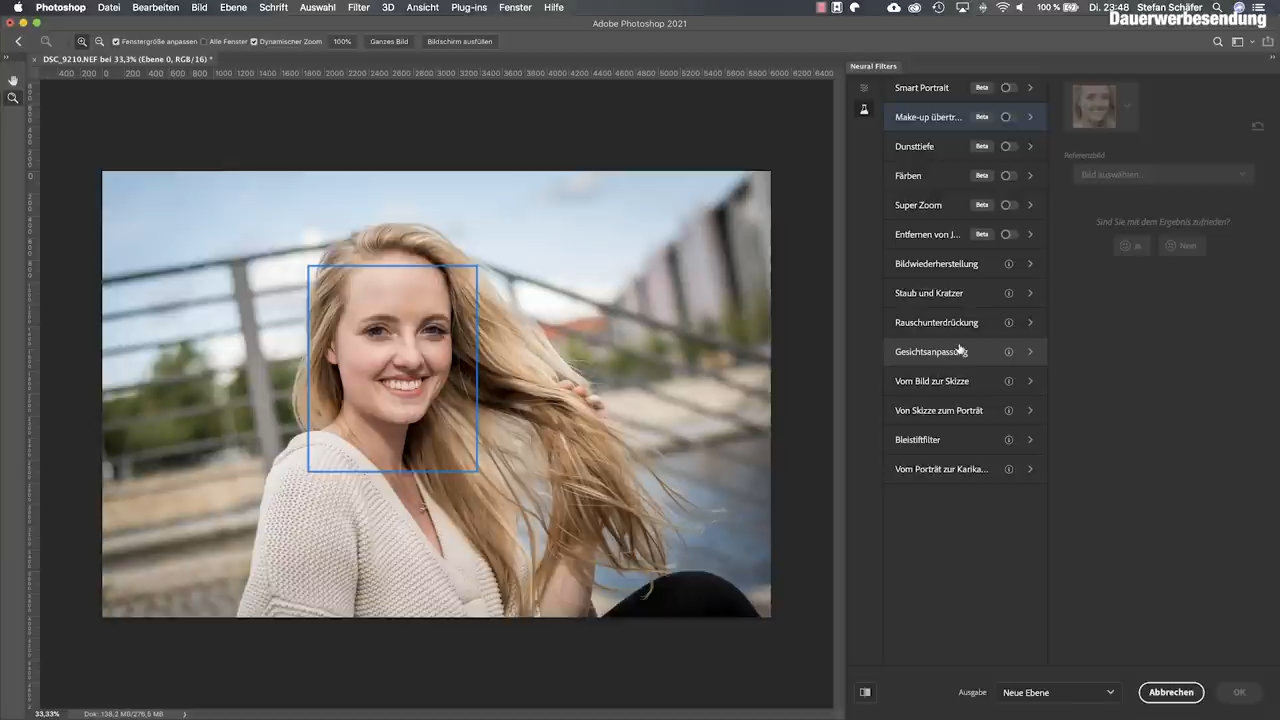 Photoshop Datei Bearbeiten Bild Ebene Schrift Auswahl Filter 3D Ansicht Plug-ins Fenster Hilfe 100 % Di. 23:48 Stefan Schäfer
Adobe Photoshop 2021
Dauerwerbesendung
Fenstergröße anpassen Alle Fenster Dynamischer Zoom 100% Ganzes Bild Bildschirm ausfüllen
DSC_9210.NEF bei 33,3% (Ebene 0, RGB/16) *
400 200 0 200 400 600 800 1000 1200 1400 1600 1800 2000 2200 2400 2600 2800 3000 3200 3400 3600 3800 4000 4200 4400 4600 4800 5000 5200 5400 5600 5800 6000 6200 6400
Neural Filters
Smart Portrait Beta
Make-up übertr... Beta
Dunsttiefe Beta
Färben Beta
Super Zoom Beta
Entfernen von J... Beta
Bildwiederherstellung
Staub und Kratzer
Rauschunterdrückung
Gesichtsanpassung
Vom Bild zur Skizze
Von Skizze zum Porträt
Bleistiftfilter
Vom Porträt zur Karika...
Referenzbild
Bild auswählen...
Sind Sie mit dem Ergebnis zufrieden?
Ja Nein
Ausgabe Neue Ebene Abbrechen OK
33,33% Dok: 138,2 MB/276,5 MB